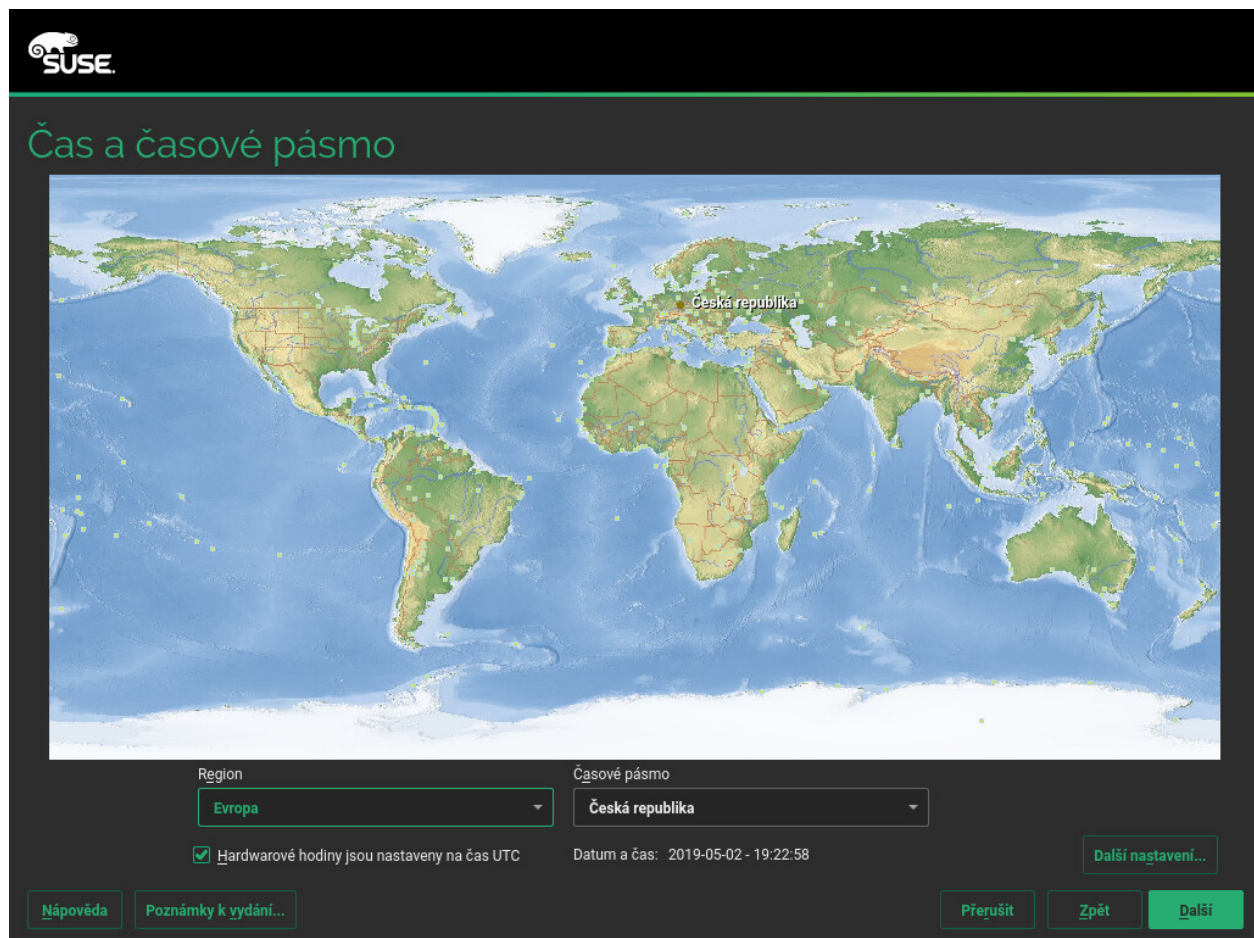 SUSE.
Čas a časové pásmo
Česká republika
Region
Časové pásmo
Evropa
Česká republika
Hardwarové hodiny jsou nastaveny na čas UTC
Datum a čas: 2019-05-02 - 19:22:58
Další nastavení...
Nápověda
Poznámky k vydání...
Přerušit
Zpět
Další